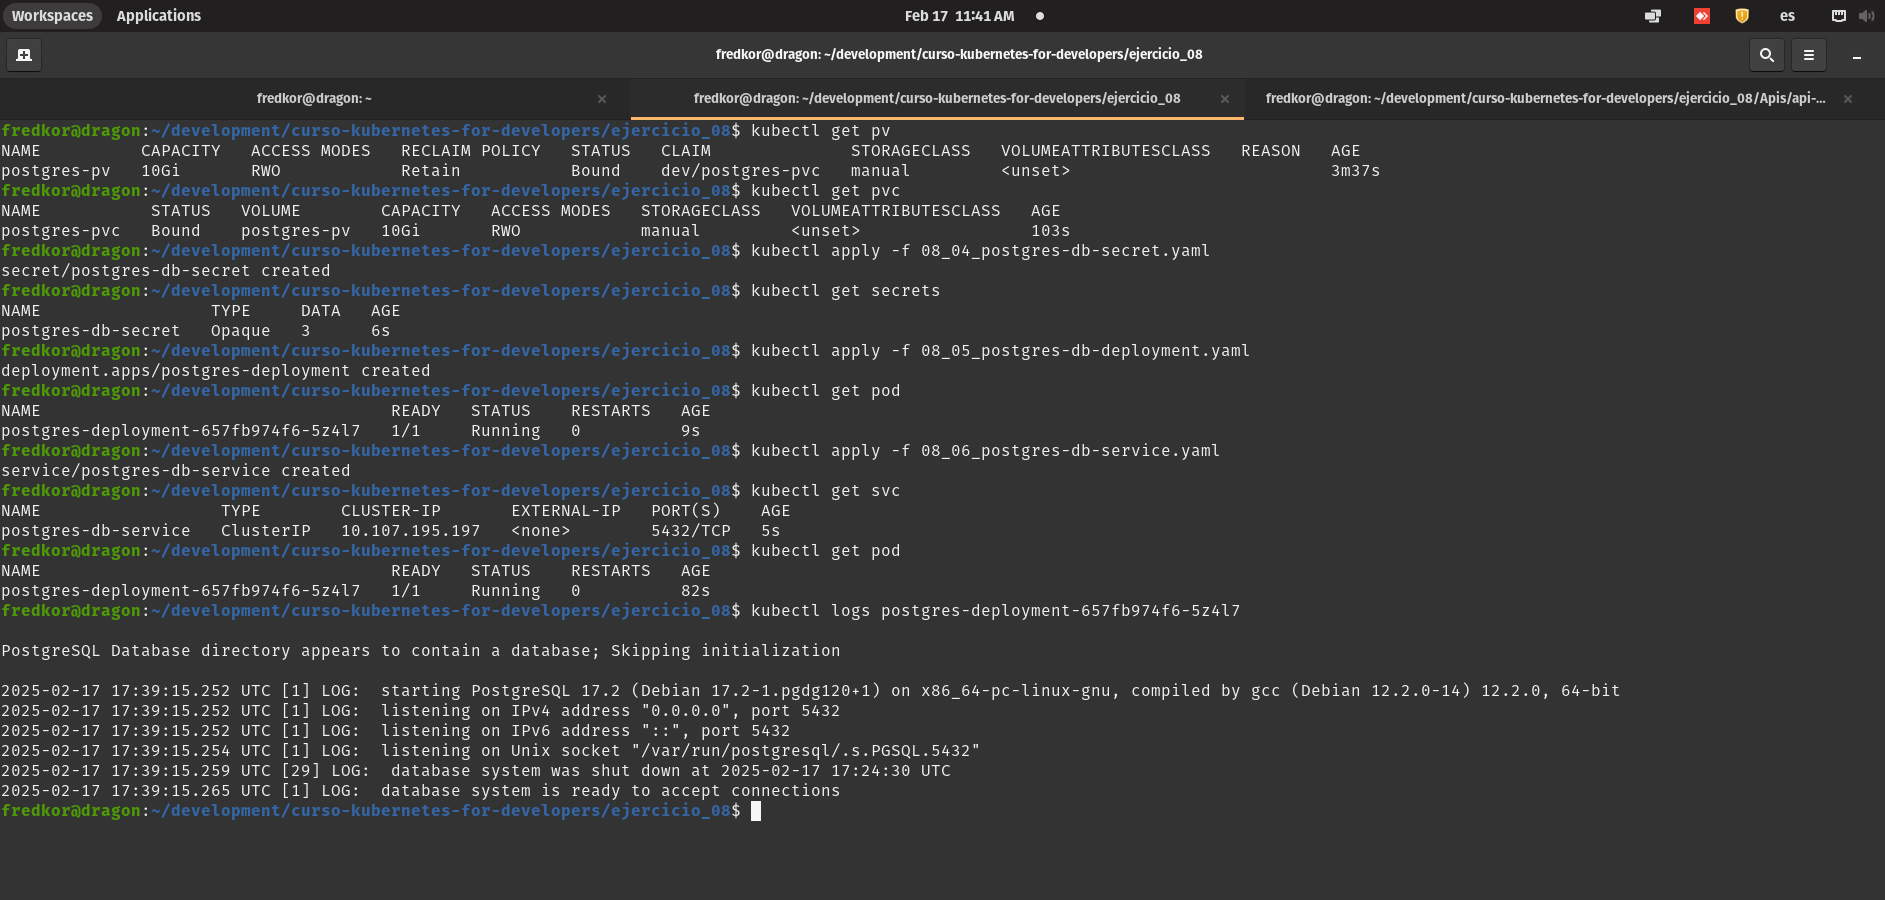 Workspaces Applications Feb 17 11:41 AM es
fredkor@dragon: ~/development/curso-kubernetes-for-developers/ejercicio_08
fredkor@dragon: ~ × fredkor@dragon: ~/development/curso-kubernetes-for-developers/ejercicio_08 × fredkor@dragon: ~/development/curso-kubernetes-for-developers/ejercicio_08/Apis/api-... ×
fredkor@dragon:~/development/curso-kubernetes-for-developers/ejercicio_08$ kubectl get pv
NAME          CAPACITY   ACCESS MODES   RECLAIM POLICY   STATUS   CLAIM              STORAGECLASS   VOLUMEATTRIBUTESCLASS   REASON   AGE
postgres-pv   10Gi       RWO            Retain           Bound    dev/postgres-pvc   manual         <unset>                          3m37s
fredkor@dragon:~/development/curso-kubernetes-for-developers/ejercicio_08$ kubectl get pvc
NAME           STATUS   VOLUME        CAPACITY   ACCESS MODES   STORAGECLASS   VOLUMEATTRIBUTESCLASS   AGE
postgres-pvc   Bound    postgres-pv   10Gi       RWO            manual         <unset>                 103s
fredkor@dragon:~/development/curso-kubernetes-for-developers/ejercicio_08$ kubectl apply -f 08_04_postgres-db-secret.yaml
secret/postgres-db-secret created
fredkor@dragon:~/development/curso-kubernetes-for-developers/ejercicio_08$ kubectl get secrets
NAME                 TYPE     DATA   AGE
postgres-db-secret   Opaque   3      6s
fredkor@dragon:~/development/curso-kubernetes-for-developers/ejercicio_08$ kubectl apply -f 08_05_postgres-db-deployment.yaml
deployment.apps/postgres-deployment created
fredkor@dragon:~/development/curso-kubernetes-for-developers/ejercicio_08$ kubectl get pod
NAME                                   READY   STATUS    RESTARTS   AGE
postgres-deployment-657fb974f6-5z4l7   1/1     Running   0          9s
fredkor@dragon:~/development/curso-kubernetes-for-developers/ejercicio_08$ kubectl apply -f 08_06_postgres-db-service.yaml
service/postgres-db-service created
fredkor@dragon:~/development/curso-kubernetes-for-developers/ejercicio_08$ kubectl get svc
NAME                  TYPE        CLUSTER-IP       EXTERNAL-IP   PORT(S)    AGE
postgres-db-service   ClusterIP   10.107.195.197   <none>        5432/TCP   5s
fredkor@dragon:~/development/curso-kubernetes-for-developers/ejercicio_08$ kubectl get pod
NAME                                   READY   STATUS    RESTARTS   AGE
postgres-deployment-657fb974f6-5z4l7   1/1     Running   0          82s
fredkor@dragon:~/development/curso-kubernetes-for-developers/ejercicio_08$ kubectl logs postgres-deployment-657fb974f6-5z4l7
PostgreSQL Database directory appears to contain a database; Skipping initialization
2025-02-17 17:39:15.252 UTC [1] LOG:  starting PostgreSQL 17.2 (Debian 17.2-1.pgdg120+1) on x86_64-pc-linux-gnu, compiled by gcc (Debian 12.2.0-14) 12.2.0, 64-bit
2025-02-17 17:39:15.252 UTC [1] LOG:  listening on IPv4 address "0.0.0.0", port 5432
2025-02-17 17:39:15.252 UTC [1] LOG:  listening on IPv6 address "::", port 5432
2025-02-17 17:39:15.254 UTC [1] LOG:  listening on Unix socket "/var/run/postgresql/.s.PGSQL.5432"
2025-02-17 17:39:15.259 UTC [29] LOG:  database system was shut down at 2025-02-17 17:24:30 UTC
2025-02-17 17:39:15.265 UTC [1] LOG:  database system is ready to accept connections
fredkor@dragon:~/development/curso-kubernetes-for-developers/ejercicio_08$